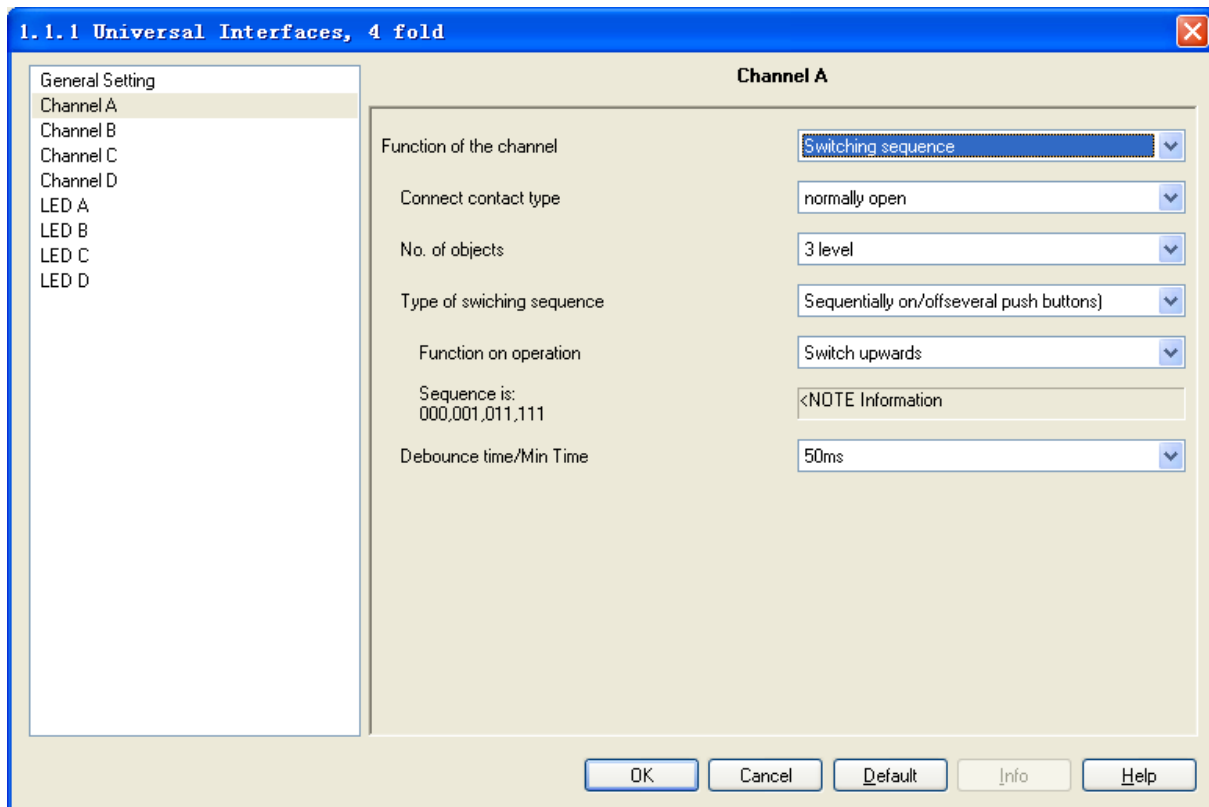 1.1.1 Universal Interfaces, 4 fold
General Setting
Channel A
Channel B
Channel C
Channel D
LED A
LED B
LED C
LED D
Channel A
Function of the channel
Switching sequence
Connect contact type
normally open
No. of objects
3 level
Type of swiching sequence
Sequentially on/offseveral push buttons)
Function on operation
Switch upwards
Sequence is:
000,001,011,111
<NOTE Information
Debounce time/Min Time
50ms
OK
Cancel
Default
Info
Help